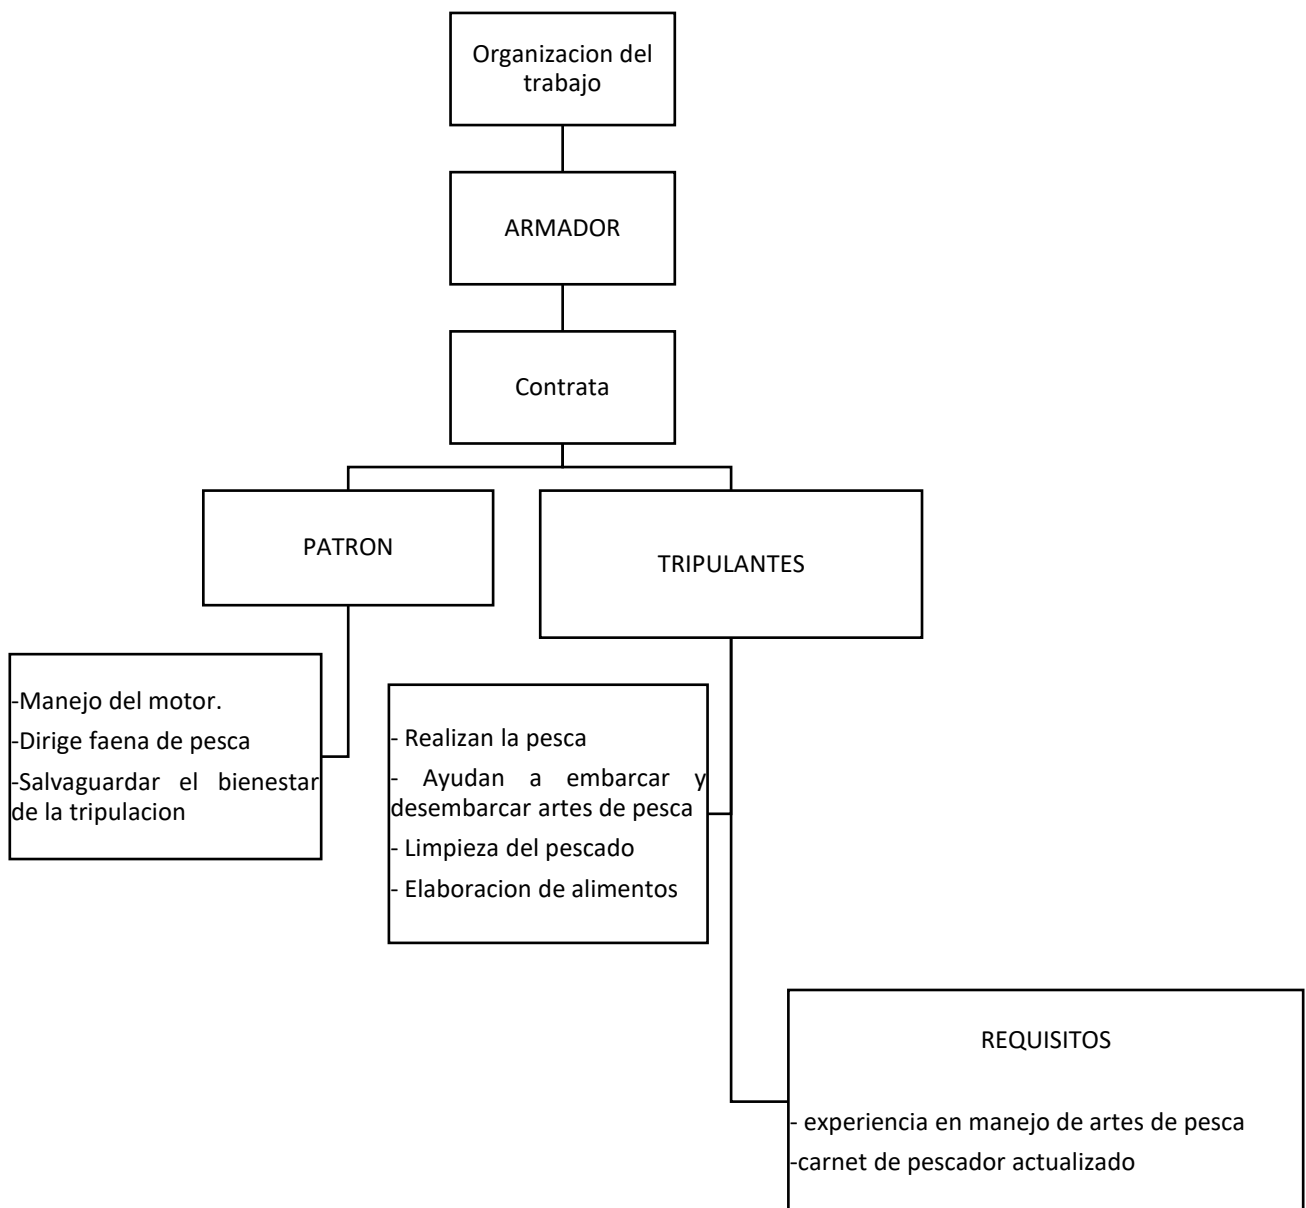 Organizacion del
trabajo
ARMADOR
Contrata
PATRON
TRIPULANTES
-Manejo del motor.
-Dirige faena de pesca
-Salvaguardar el bienestar
de la tripulacion
- Realizan la pesca
- Ayudan a embarcar y
desembarcar artes de pesca
- Limpieza del pescado
- Elaboracion de alimentos
REQUISITOS
- experiencia en manejo de artes de pesca
-carnet de pescador actualizado